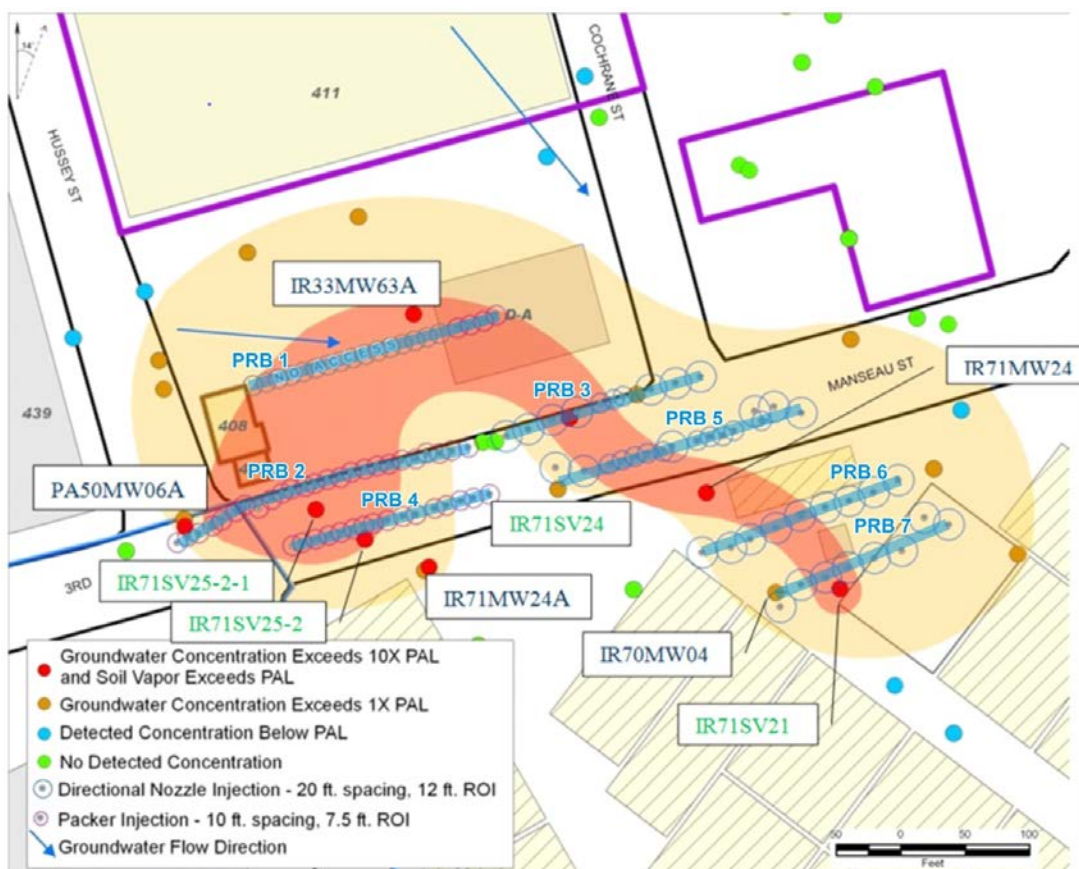 14°
411
HUSSEY ST
COCHRANE ST
IR33MW63A
D-A
PRB 1
NO ACCESS
439
408
PRB 3
MANSEAU ST
IR71MW24
PRB 5
PRB 2
PRB 6
PA50MW06A
PRB 4
IR71SV24
PRB 7
3RD
IR71SV25-2-1
IR71SV25-2
IR71MW24A
IR70MW04
IR71SV21
Groundwater Concentration Exceeds 10X PAL
and Soil Vapor Exceeds PAL
Groundwater Concentration Exceeds 1X PAL
Detected Concentration Below PAL
No Detected Concentration
Directional Nozzle Injection - 20 ft. spacing, 12 ft. ROI
Packer Injection - 10 ft. spacing, 7.5 ft. ROI
Groundwater Flow Direction
50 0 50 100
Feet